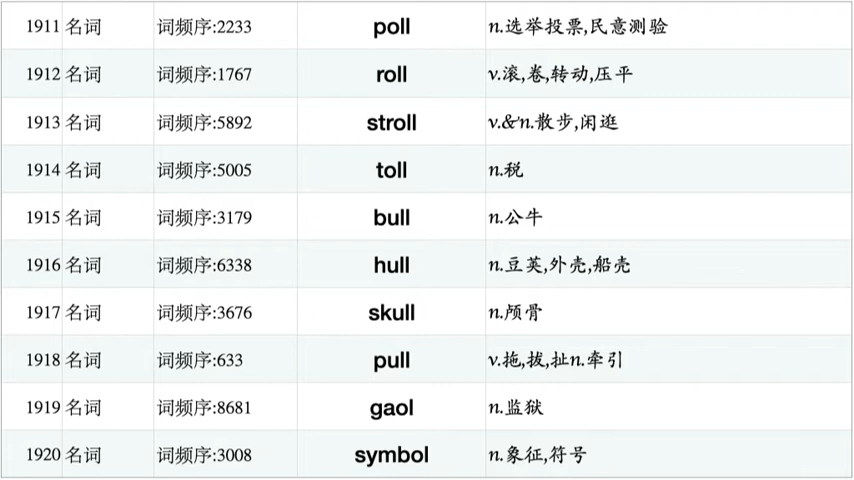 1911 名词 词频序:2233 poll n.选举投票,民意测验
1912 名词 词频序:1767 roll v.滚,卷,转动,压平
1913 名词 词频序:5892 stroll v.&n.散步,闲逛
1914 名词 词频序:5005 toll n.税
1915 名词 词频序:3179 bull n.公牛
1916 名词 词频序:6338 hull n.豆英,外壳,船壳
1917 名词 词频序:3676 skull n.颅骨
1918 名词 词频序:633 pull v.拖,拔,扯n.牵引
1919 名词 词频序:8681 gaol n.监狱
1920 名词 词频序:3008 symbol n.象征,符号